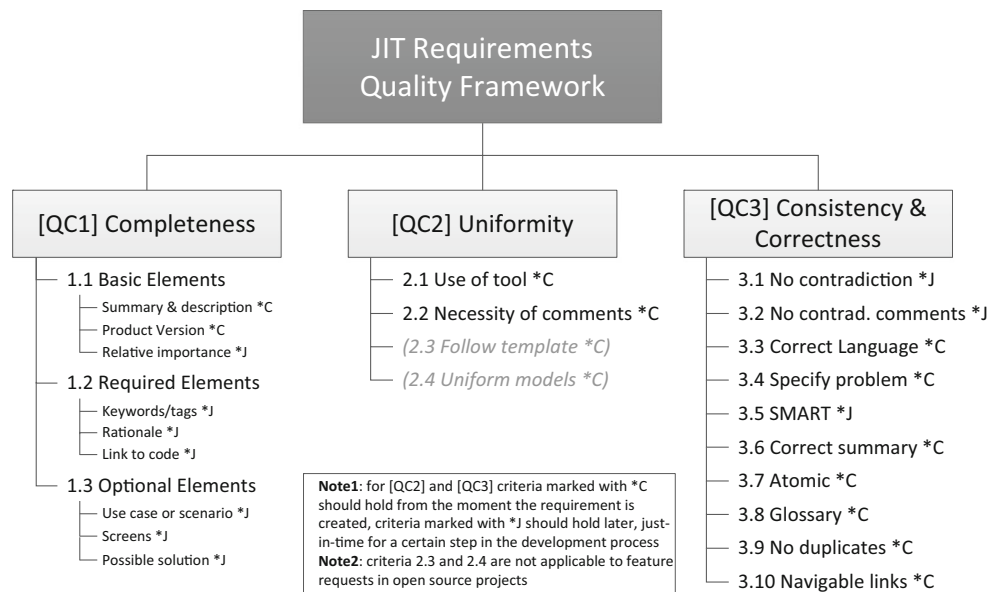 JIT Requirements
Quality Framework
[QC1] Completeness
1.1 Basic Elements
Summary & description *C
Product Version *C
Relative importance *J
1.2 Required Elements
Keywords/tags *J
Rationale *J
Link to code *J
1.3 Optional Elements
Use case or scenario *J
Screens *J
Possible solution *J
[QC2] Uniformity
2.1 Use of tool *C
2.2 Necessity of comments *C
(2.3 Follow template *C)
(2.4 Uniform models *C)
[QC3] Consistency &
Correctness
3.1 No contradiction *J
3.2 No contrad. comments *J
3.3 Correct Language *C
3.4 Specify problem *C
3.5 SMART *J
3.6 Correct summary *C
3.7 Atomic *C
3.8 Glossary *C
3.9 No duplicates *C
3.10 Navigable links *C
Note1: for [QC2] and [QC3] criteria marked with *C
should hold from the moment the requirement is
created, criteria marked with *J should hold later, just-
in-time for a certain step in the development process
Note2: criteria 2.3 and 2.4 are not applicable to feature
requests in open source projects